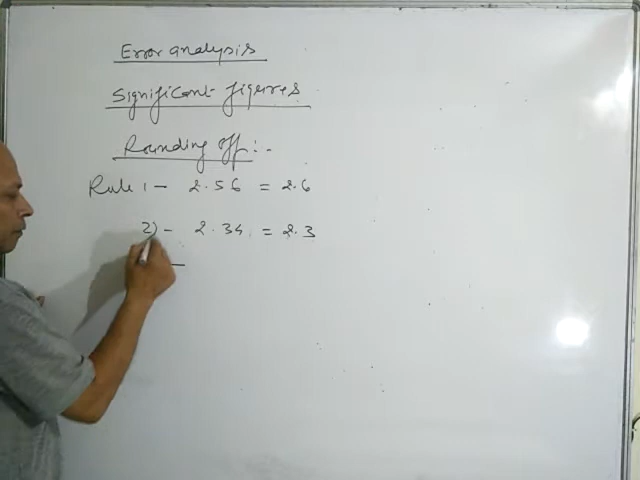 Error analysis
Significant figures
Rounding off :-
Rule 1 - 2.56 = 2.6
2) - 2.34 = 2.3